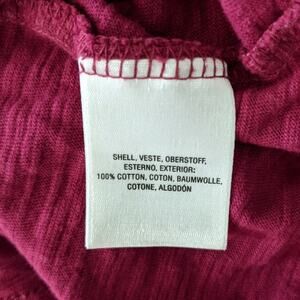 SHELL, VESTE, OBERSTOFF,
ESTERNO, EXTERIOR:
100% COTTON, COTON, BAUMWOLLE,
COTONE, ALGODÓN